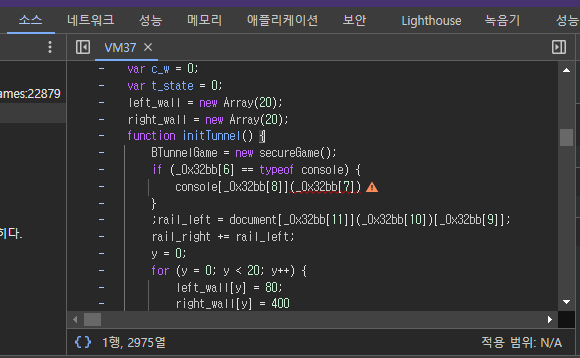 소스 네트워크 성능 메모리 애플리케이션 보안 Lighthouse 녹음기 성능
VM37
ames:22879
히다.
var c_w = 0;
var t_state = 0;
left_wall = new Array(20);
right_wall = new Array(20);
function initTunnel() {
BTunnelGame = new secureGame();
if (_0x32bb[6] == typeof console) {
console[_0x32bb[8]](_0x32bb[7])
}
;rail_left = document[_0x32bb[11]](_0x32bb[10])[_0x32bb[9]];
rail_right += rail_left;
y = 0;
for (y = 0; y < 20; y++) {
left_wall[y] = 80;
right_wall[y] = 400
{} 1행, 2975열 적용 범위: N/A